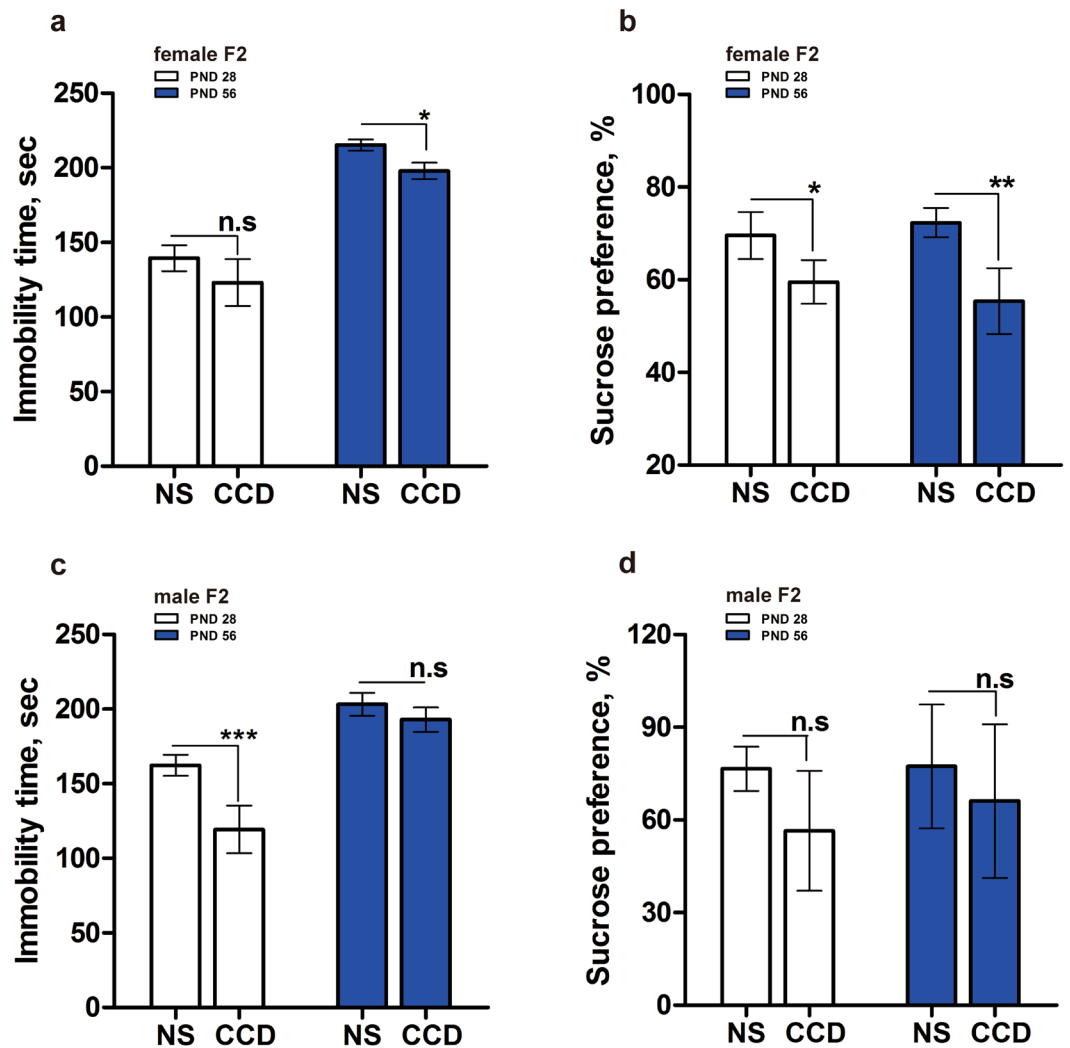 a
female F2
PND 28
PND 56
Immobility time, sec
250
200
150
100
50
0
n.s
*
NS CCD NS CCD
b
female F2
PND 28
PND 56
Sucrose preference, %
100
80
60
40
20
*
**
NS CCD NS CCD
c
male F2
PND 28
PND 56
Immobility time, sec
250
200
150
100
50
0
***
n.s
NS CCD NS CCD
d
male F2
PND 28
PND 56
Sucrose preference, %
120
90
60
30
0
n.s
n.s
NS CCD NS CCD